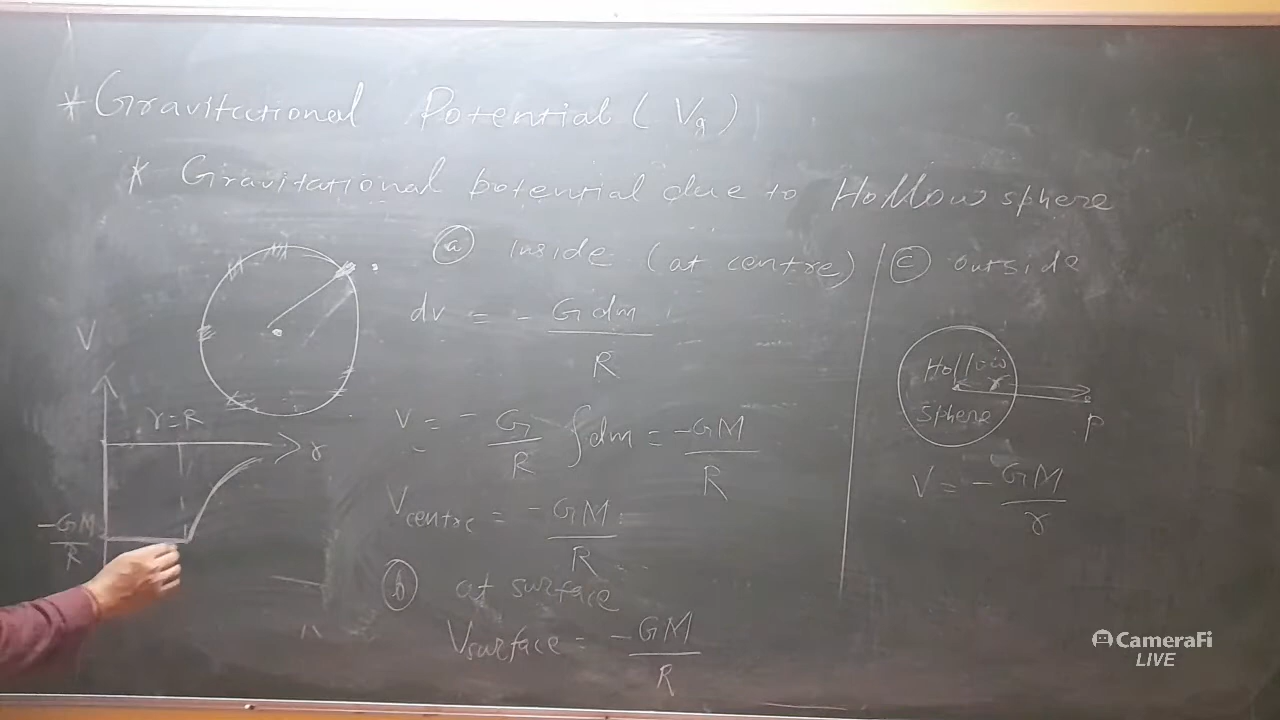 * Gravitational Potential (Vg)
* Gravitational potential due to Hollow sphere
(a) Inside (at centre)
dv = - G dm / R
V = - G/R ∫dm = -GM/R
Vcentre = -GM/R
(b) at surface
Vsurface = -GM/R
(c) outside
Hollow
Sphere
r
P
V = -GM/r
V
r=R
r
-GM/R
CameraFi
LIVE